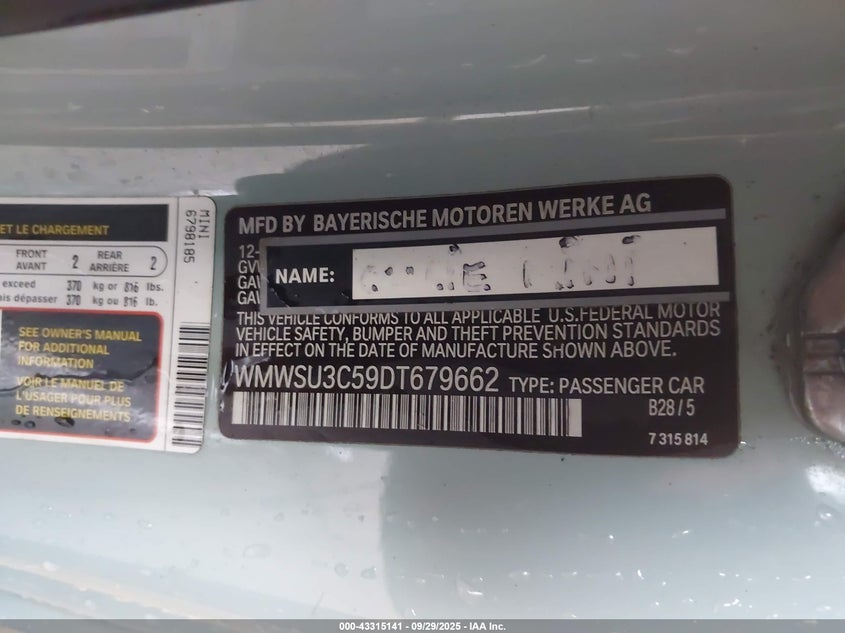 ET LE CHARGEMENT
FRONT
AVANT 2 REAR
ARRIÈRE 2
exceed 370 kg or 816 lbs.
ais dépasser 370 kg ou 816 lb.
SEE OWNER'S MANUAL
FOR ADDITIONAL
INFORMATION
VOIR LE MANUEL DE
L'USAGER POUR PLUS
DE RENSEIGNEMENTS
MINI
6798185
MFD BY BAYERISCHE MOTOREN WERKE AG
12-
GV
GAW
GAW
NAME:
THIS VEHICLE CONFORMS TO ALL APPLICABLE U.S.FEDERAL MOTOR
VEHICLE SAFETY, BUMPER AND THEFT PREVENTION STANDARDS
IN EFFECT ON THE DATE OF MANUFACTURE SHOWN ABOVE.
WMWSU3C59DT679662 TYPE: PASSENGER CAR
B28/5
7 315 814
000-43315141 - 09/29/2025 - IAA Inc.